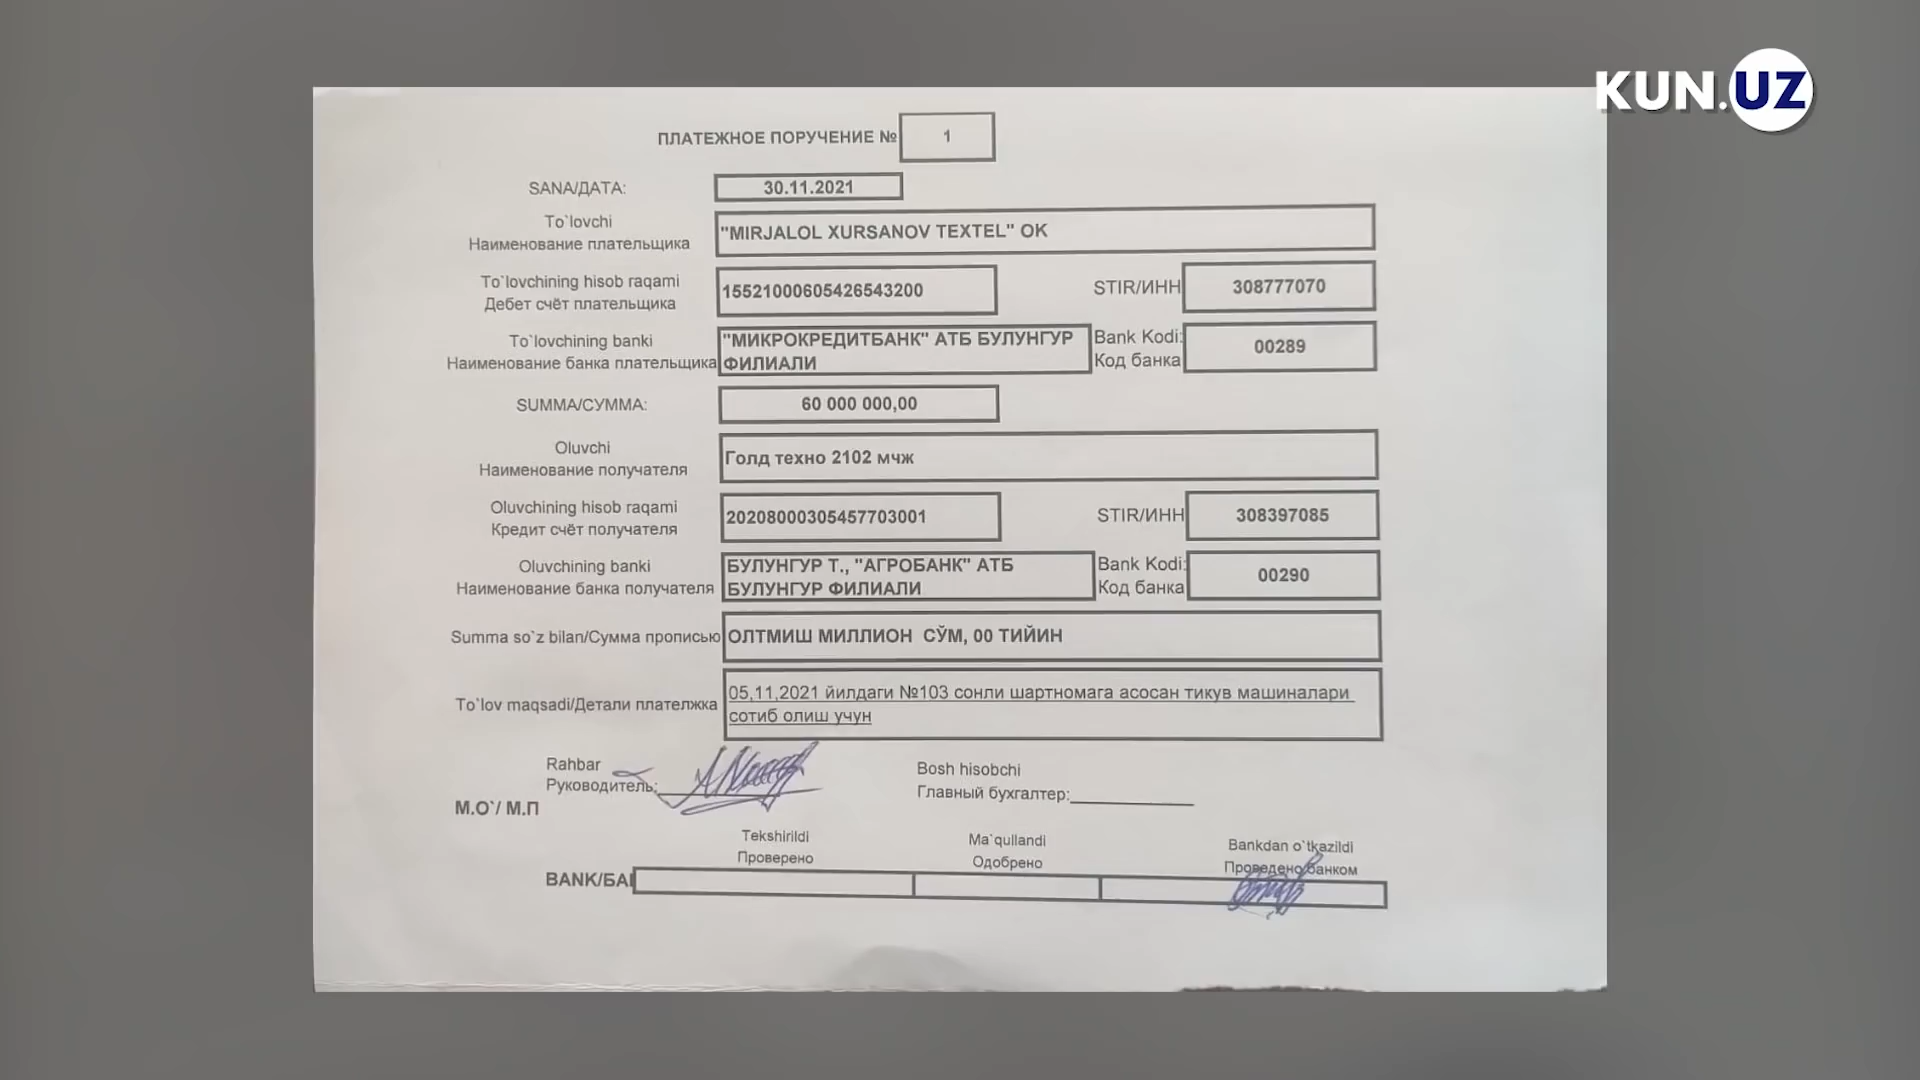 KUN.UZ
ПЛАТЕЖНОЕ ПОРУЧЕНИЕ № 1
SANA/ДАТА: 30.11.2021
To`lovchi
Наименование плательщика
"MIRJALOL XURSANOV TEXTEL" OK
To`lovchining hisob raqami
Дебет счёт плательщика
15521000605426543200
STIR/ИНН 308777070
To`lovchining banki
Наименование банка плательщика
"МИКРОКРЕДИТБАНК" АТБ БУЛУНГУР
ФИЛИАЛИ
Bank Kodi:
Код банка
00289
SUMMA/СУММА: 60 000 000,00
Oluvchi
Наименование получателя
Голд техно 2102 мчж
Oluvchining hisob raqami
Кредит счёт получателя
20208000305457703001
STIR/ИНН 308397085
Oluvchining banki
Наименование банка получателя
БУЛУНГУР Т., "АГРОБАНК" АТБ
БУЛУНГУР ФИЛИАЛИ
Bank Kodi:
Код банка
00290
Summa so`z bilan/Сумма прописью ОЛТМИШ МИЛЛИОН СЎМ, 00 ТИЙИН
To`lov maqsadi/Детали плателжка
05,11,2021 йилдаги №103 сонли шартномага асосан тикув машиналари
сотиб олиш учун
Rahbar
Руководитель:
Bosh hisobchi
Главный бухгалтер:
М.О`/ М.П
Tekshirildi
Проверено
Ma`qullandi
Одобрено
Bankdan o`tkazildi
Проведено банком
BANK/БА